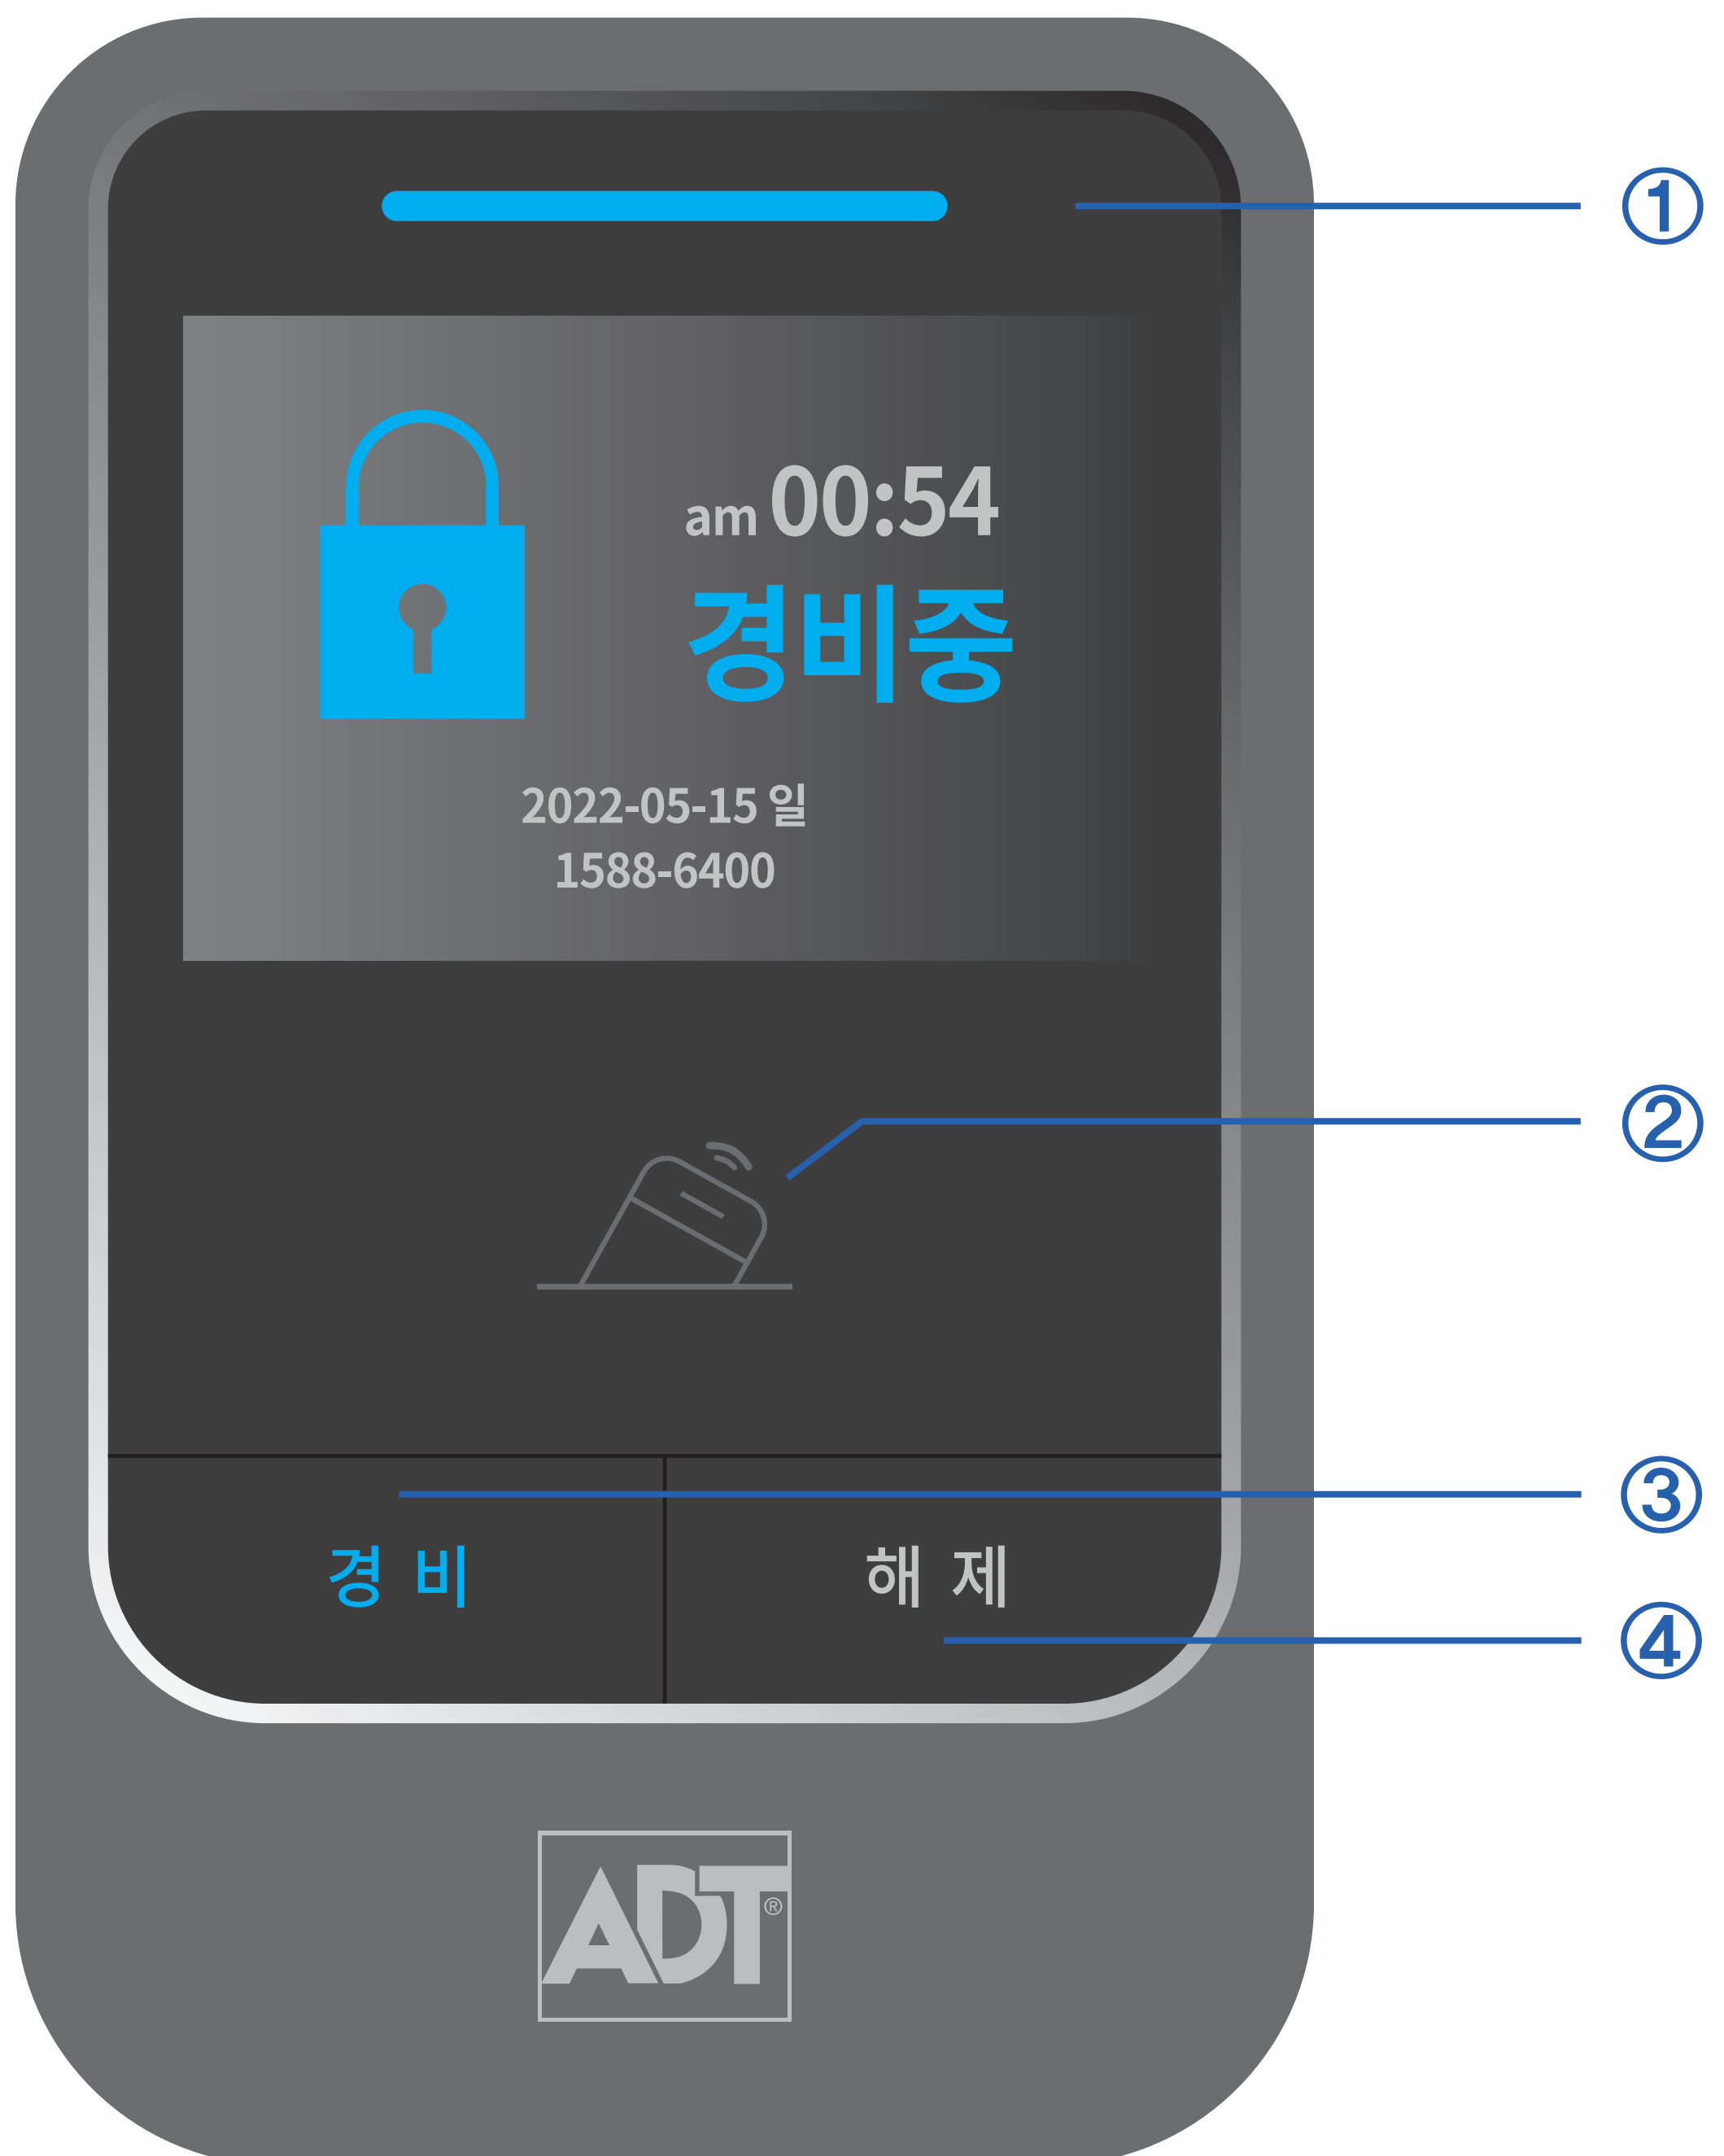 ①
am 00:54
경비중
2022-05-15 일
1588-6400
②
③
경 비
해 제
④
ADT®